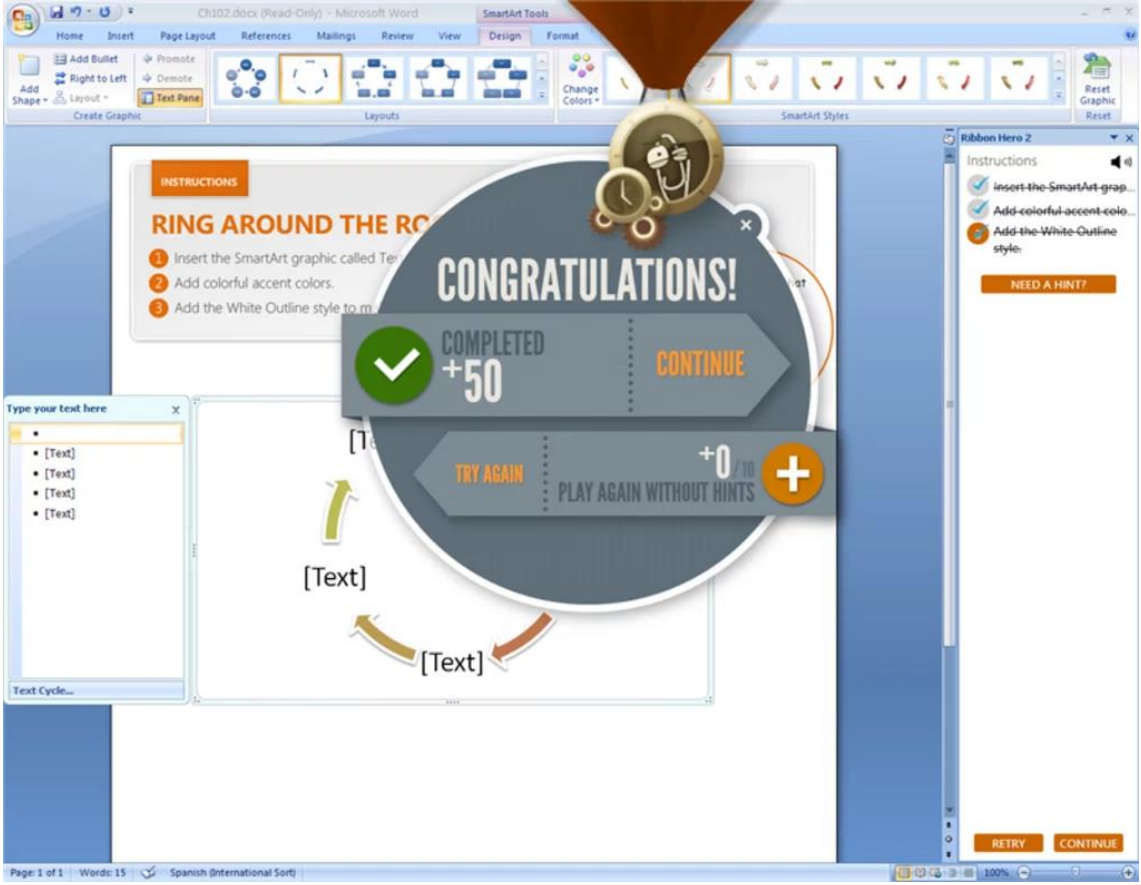 Ch102.docx (Read-Only) - Microsoft Word
SmartArt Tools
Home Insert Page Layout References Mailings Review View Design Format
Add Shape
Add Bullet
Right to Left
Layout
Promote
Demote
Text Pane
Create Graphic
Layouts
Change Colors
SmartArt Styles
Reset Graphic
Reset
INSTRUCTIONS
RING AROUND THE
1 Insert the SmartArt graphic called
2 Add colorful accent colors.
3 Add the White Outline style to
CONGRATULATIONS!
COMPLETED
+50
CONTINUE
TRY AGAIN
+0/10
PLAY AGAIN WITHOUT HINTS
Type your text here
[Text]
[Text]
[Text]
[Text]
Text Cycle...
[Text]
[Text]
Ribbon Hero 2
Instructions
Insert the SmartArt grap...
Add colorful accent colo...
Add the White Outline
style.
NEED A HINT?
RETRY CONTINUE
Page: 1 of 1 Words: 15 Spanish (International Sort) 100%